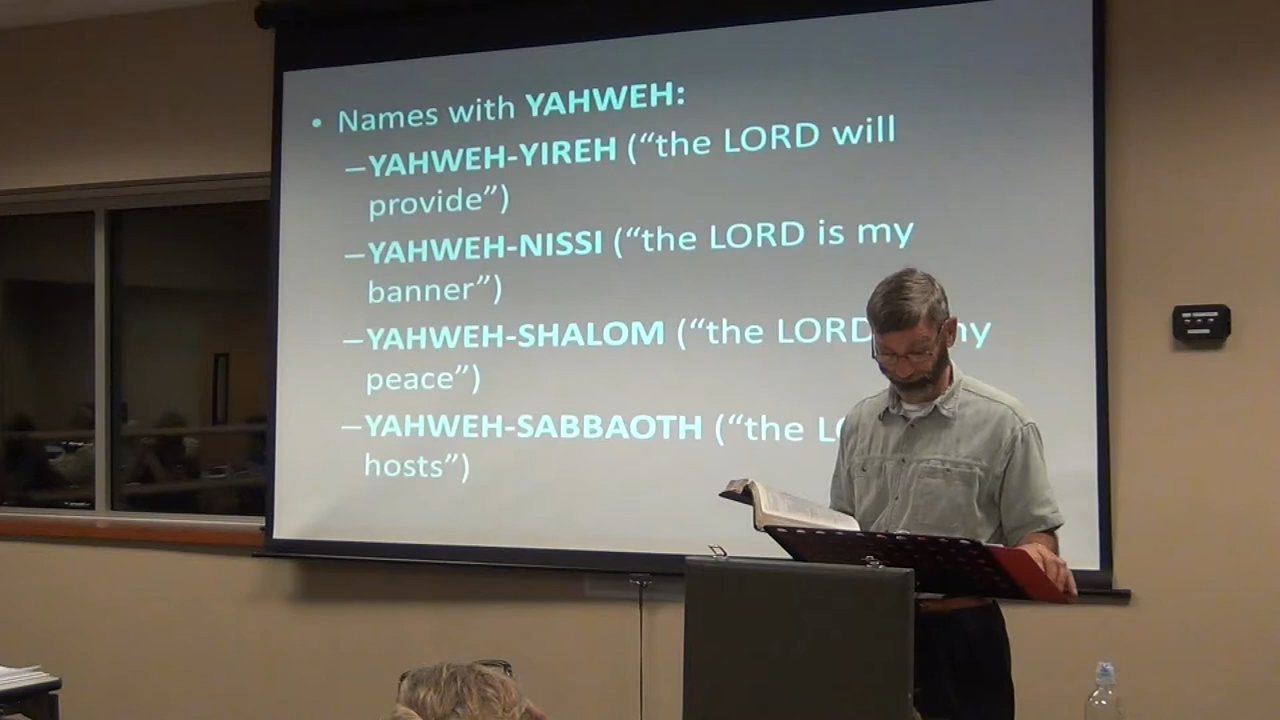 • Names with YAHWEH:
–YAHWEH-YIREH (“the LORD will
provide”)
–YAHWEH-NISSI (“the LORD is my
banner”)
–YAHWEH-SHALOM (“the LORD my
peace”)
–YAHWEH-SABBAOTH (“the
hosts”)